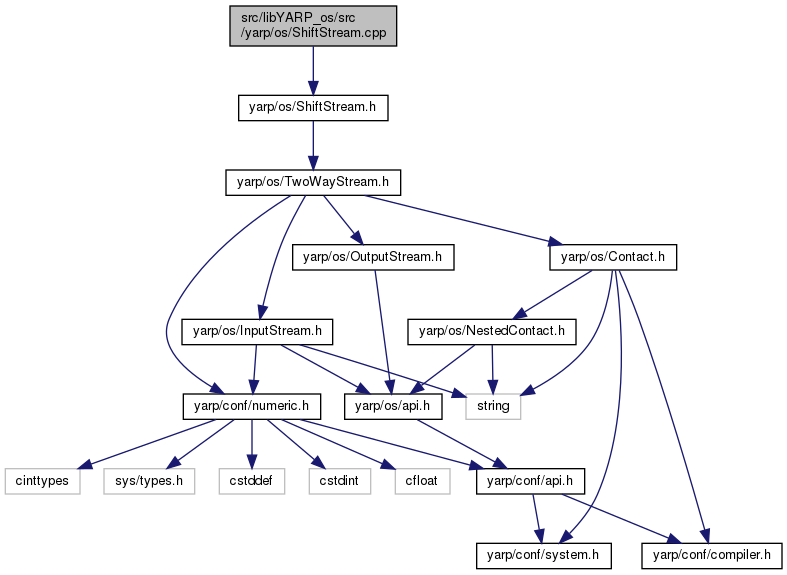 src/libYARP_os/src
/yarp/os/ShiftStream.cpp
yarp/os/ShiftStream.h
yarp/os/TwoWayStream.h
yarp/os/OutputStream.h
yarp/os/Contact.h
yarp/os/InputStream.h
yarp/os/NestedContact.h
yarp/conf/numeric.h
yarp/os/api.h
string
cinttypes
sys/types.h
cstddef
cstdint
cfloat
yarp/conf/api.h
yarp/conf/system.h
yarp/conf/compiler.h